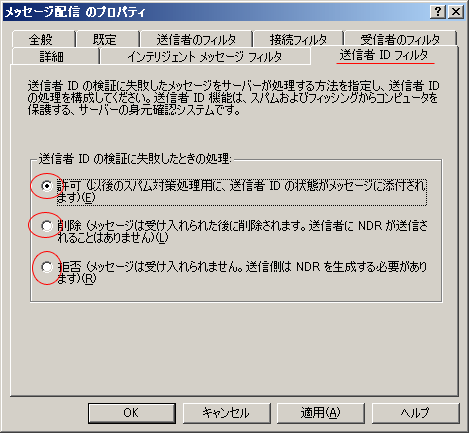 メッセージ配信 のプロパティ
全般 既定 送信者のフィルタ 接続フィルタ 受信者のフィルタ
詳細 インテリジェント メッセージ フィルタ 送信者 ID フィルタ
送信者 ID の検証に失敗したメッセージをサーバーが処理する方法を指定し、送信者 ID
の処理を構成してください。送信者 ID 機能は、スパムおよびフィッシングからコンピュータを
保護する、サーバーの身元確認システムです。
送信者 ID の検証に失敗したときの処理:
許可 (以後のスパム対策処理用に、送信者 ID の状態がメッセージに添付されま
す)(E)
削除 (メッセージは受け入れられた後に削除されます。送信者に NDR が送信さ
れることはありません)(L)
拒否 (メッセージは受け入れられません。送信側は NDR を生成する必要があり
ます)(R)
OK キャンセル 適用(A) ヘルプ